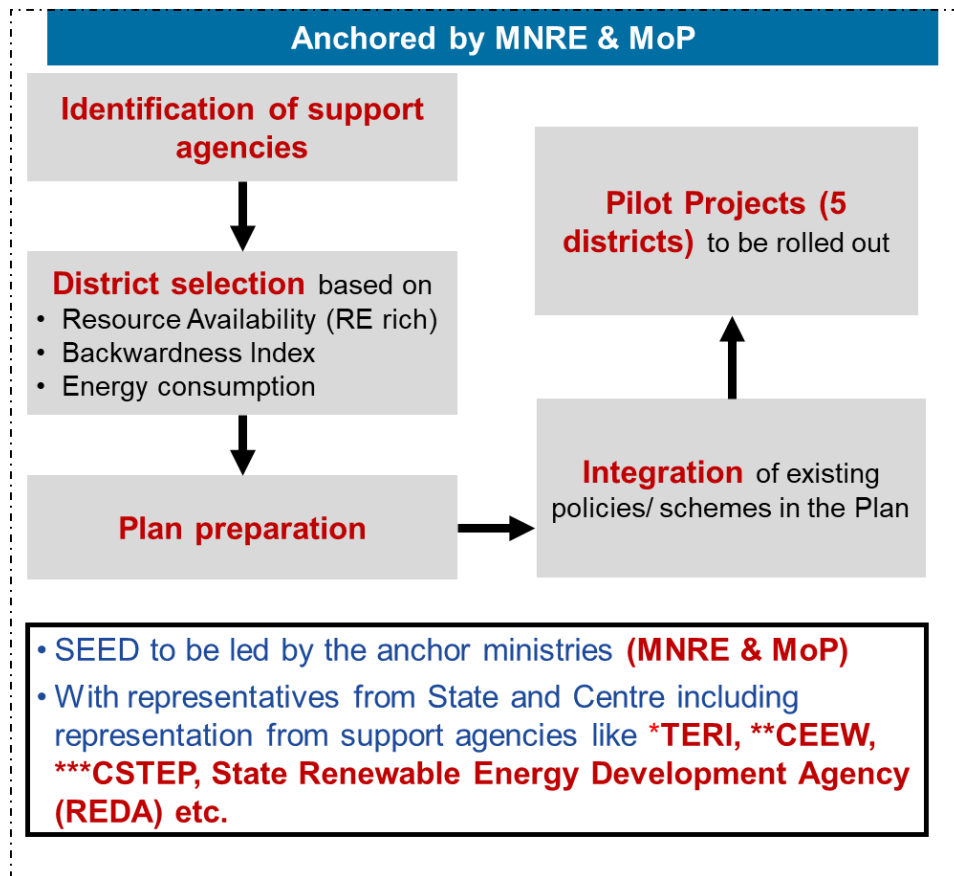 Anchored by MNRE & MoP
Identification of support
agencies
District selection based on
• Resource Availability (RE rich)
• Backwardness Index
• Energy consumption
Plan preparation
Integration of existing
policies/ schemes in the Plan
Pilot Projects (5
districts) to be rolled out
• SEED to be led by the anchor ministries (MNRE & MoP)
• With representatives from State and Centre including
representation from support agencies like *TERI, **CEEW,
***CSTEP, State Renewable Energy Development Agency
(REDA) etc.